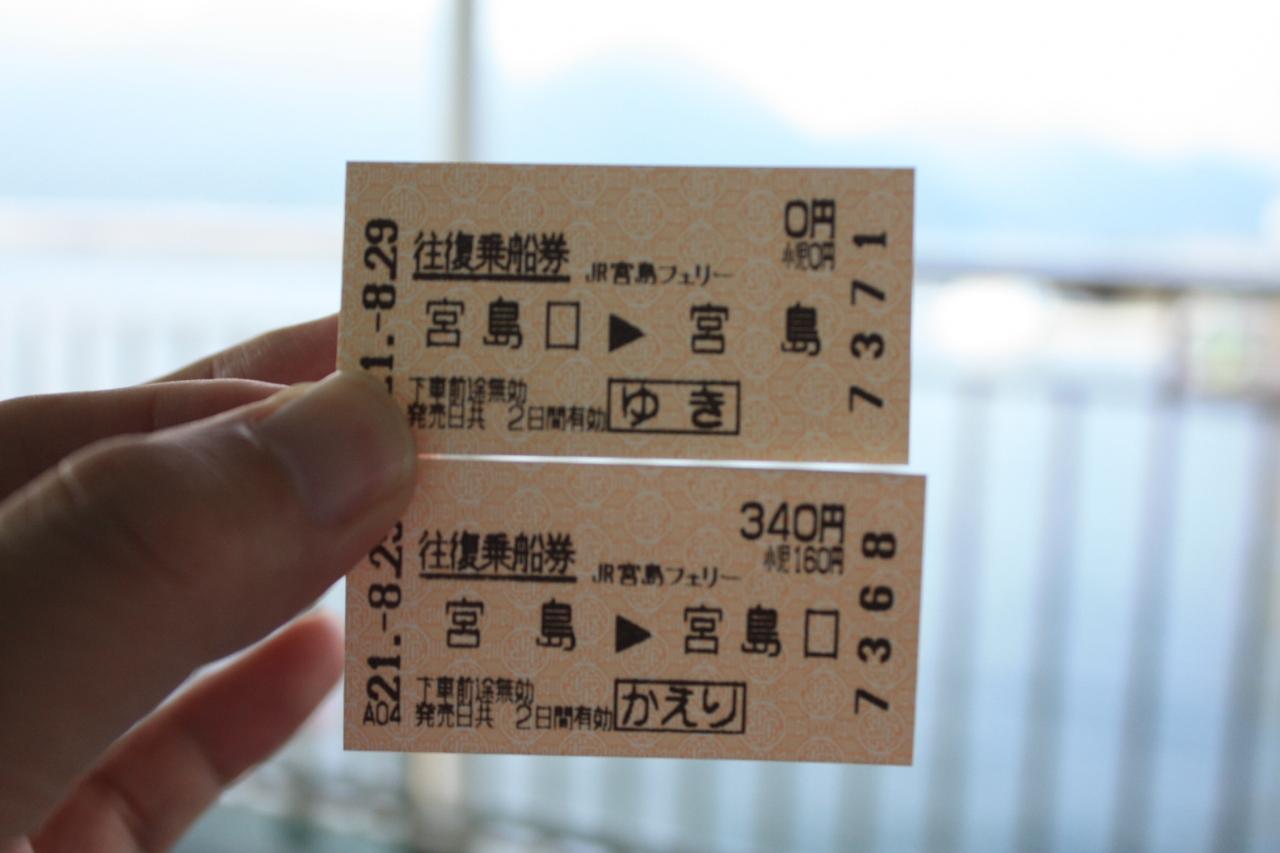 0円
小児0円
往復乗船券 JR宮島フェリー
宮島口▶宮島
下車前途無効
発売日共 2日間有効 ゆき
1.-8.29
7371
340円
小児160円
往復乗船券 JR宮島フェリー
宮島▶宮島口
下車前途無効
発売日共 2日間有効 かえり
21.-8.2
A04
7368